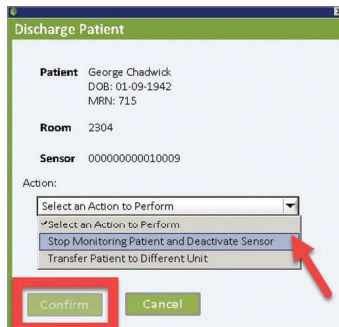 Discharge Patient
Patient George Chadwick
DOB: 01-09-1942
MRN: 715
Room 2304
Sensor 000000000010009
Action:
Select an Action to Perform
Select an Action to Perform
Stop Monitoring Patient and Deactivate Sensor
Transfer Patient to Different Unit
Confirm Cancel